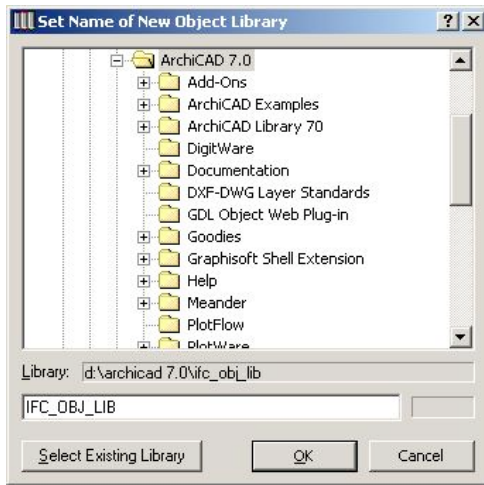 Set Name of New Object Library
ArchiCAD 7.0
Add-Ons
ArchiCAD Examples
ArchiCAD Library 70
DigitWare
Documentation
DXF-DWG Layer Standards
GDL Object Web Plug-in
Goodies
Graphisoft Shell Extension
Help
Meander
PlotFlow
PlotWare
Library: d:\archicad 7.0\ifc_obj_lib
IFC_OBJ_LIB
Select Existing Library OK Cancel